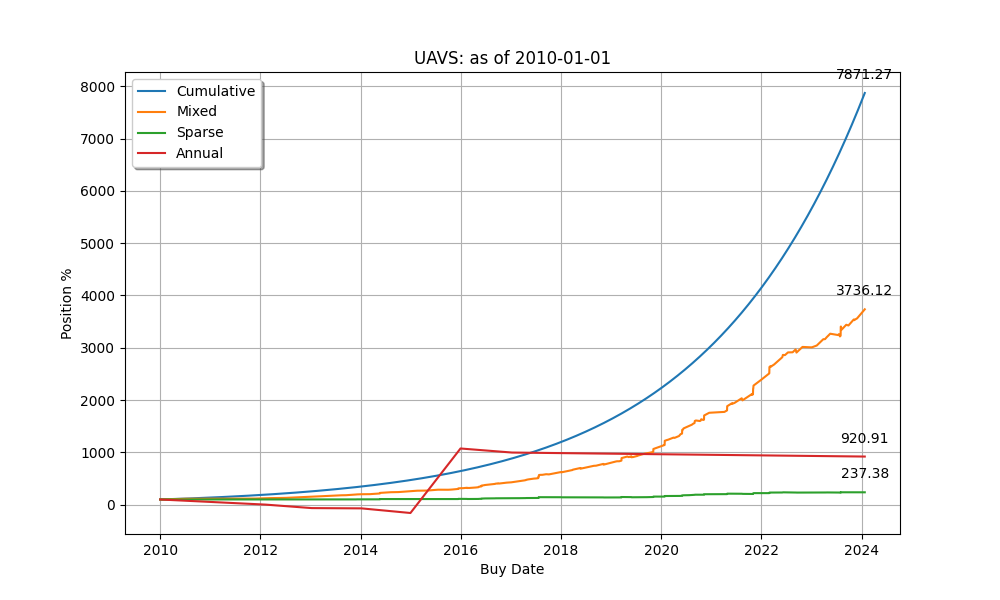 UAVS: as of 2010-01-01
7871.27
3736.12
920.91
237.38
Cumulative
Mixed
Sparse
Annual
8000
7000
6000
5000
4000
3000
2000
1000
0
Position %
2010 2012 2014 2016 2018 2020 2022 2024
Buy Date